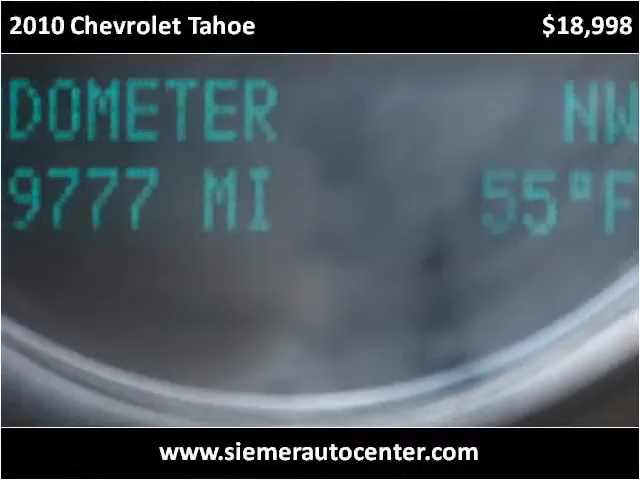 2010 Chevrolet Tahoe $18,998
DOMETER NW
9777 MI 55°F
www.siemerautocenter.com